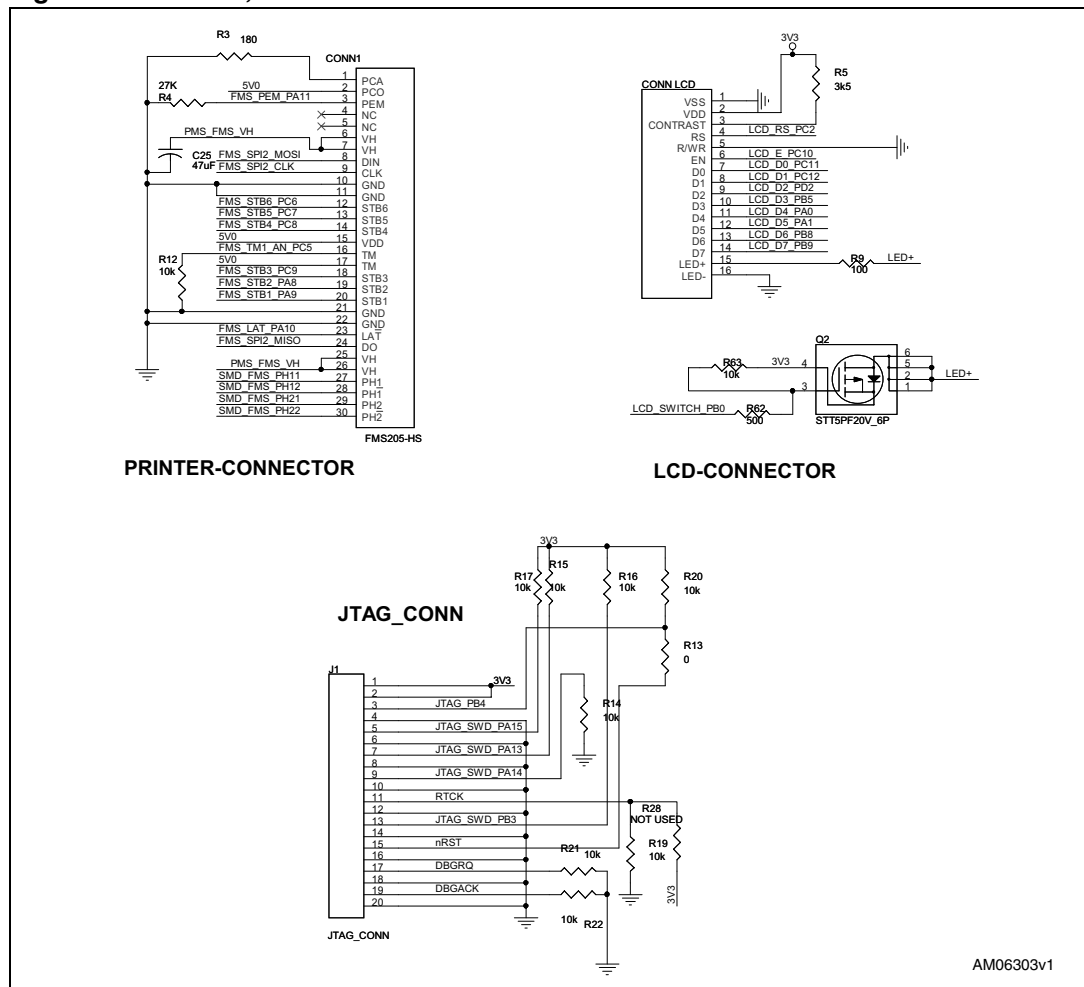 R3 180
CONN1
1 PCA
5V0 2 PCO
27K
R4
FMS_PEM_PA11 3 PEM
4 NC
5 NC
PMS_FMS_VH 6 VH
7 VH
C25
47uF
FMS_SPI2_MOSI 8 DIN
FMS_SPI2_CLK 9 CLK
10 GND
11 GND
FMS_STB6_PC6 12 STB6
FMS_STB5_PC7 13 STB5
FMS_STB4_PC8 14 STB4
5V0 15 VDD
FMS_TM1_AN_PC5 16 TM
R12
10k
5V0 17 TM
FMS_STB3_PC9 18 STB3
FMS_STB2_PA8 19 STB2
FMS_STB1_PA9 20 STB1
21 GND
22 GND
FMS_LAT_PA10 23 LAT
FMS_SPI2_MISO 24 DO
25 VH
PMS_FMS_VH 26 VH
SMD_FMS_PH11 27 PH1
SMD_FMS_PH12 28 PH1
SMD_FMS_PH21 29 PH2
SMD_FMS_PH22 30 PH2
FMS205-HS
PRINTER-CONNECTOR
3V3
R5
3k5
CONN LCD
VSS 1
VDD 2
CONTRAST 3
RS 4 LCD_RS_PC2
R/WR 5
EN 6 LCD_E_PC10
D0 7 LCD_D0_PC11
D1 8 LCD_D1_PC12
D2 9 LCD_D2_PD2
D3 10 LCD_D3_PB5
D4 11 LCD_D4_PA0
D5 12 LCD_D5_PA1
D6 13 LCD_D6_PB8
D7 14 LCD_D7_PB9
LED+ 15 R9 LED+
100
LED- 16
Q2
R63 3V3 4
10k
6
5
2 LED+
1
3
LCD_SWITCH_PB0 R62
500
STT5PF20V_6P
LCD-CONNECTOR
3V3
R17 R15 R16 R20
10k 10k 10k 10k
JTAG_CONN
R13
0
J1
1 3V3
2
3 JTAG_PB4
R14
10k
4
5 JTAG_SWD_PA15
6
7 JTAG_SWD_PA13
8
9 JTAG_SWD_PA14
10
11 RTCK
12
R28
NOT USED
13 JTAG_SWD_PB3
14
15 nRST
R19
10k
16
R21 10k
17 DBGRQ
18
19 DBGACK
3V3
20
10k R22
JTAG_CONN
AM06303v1